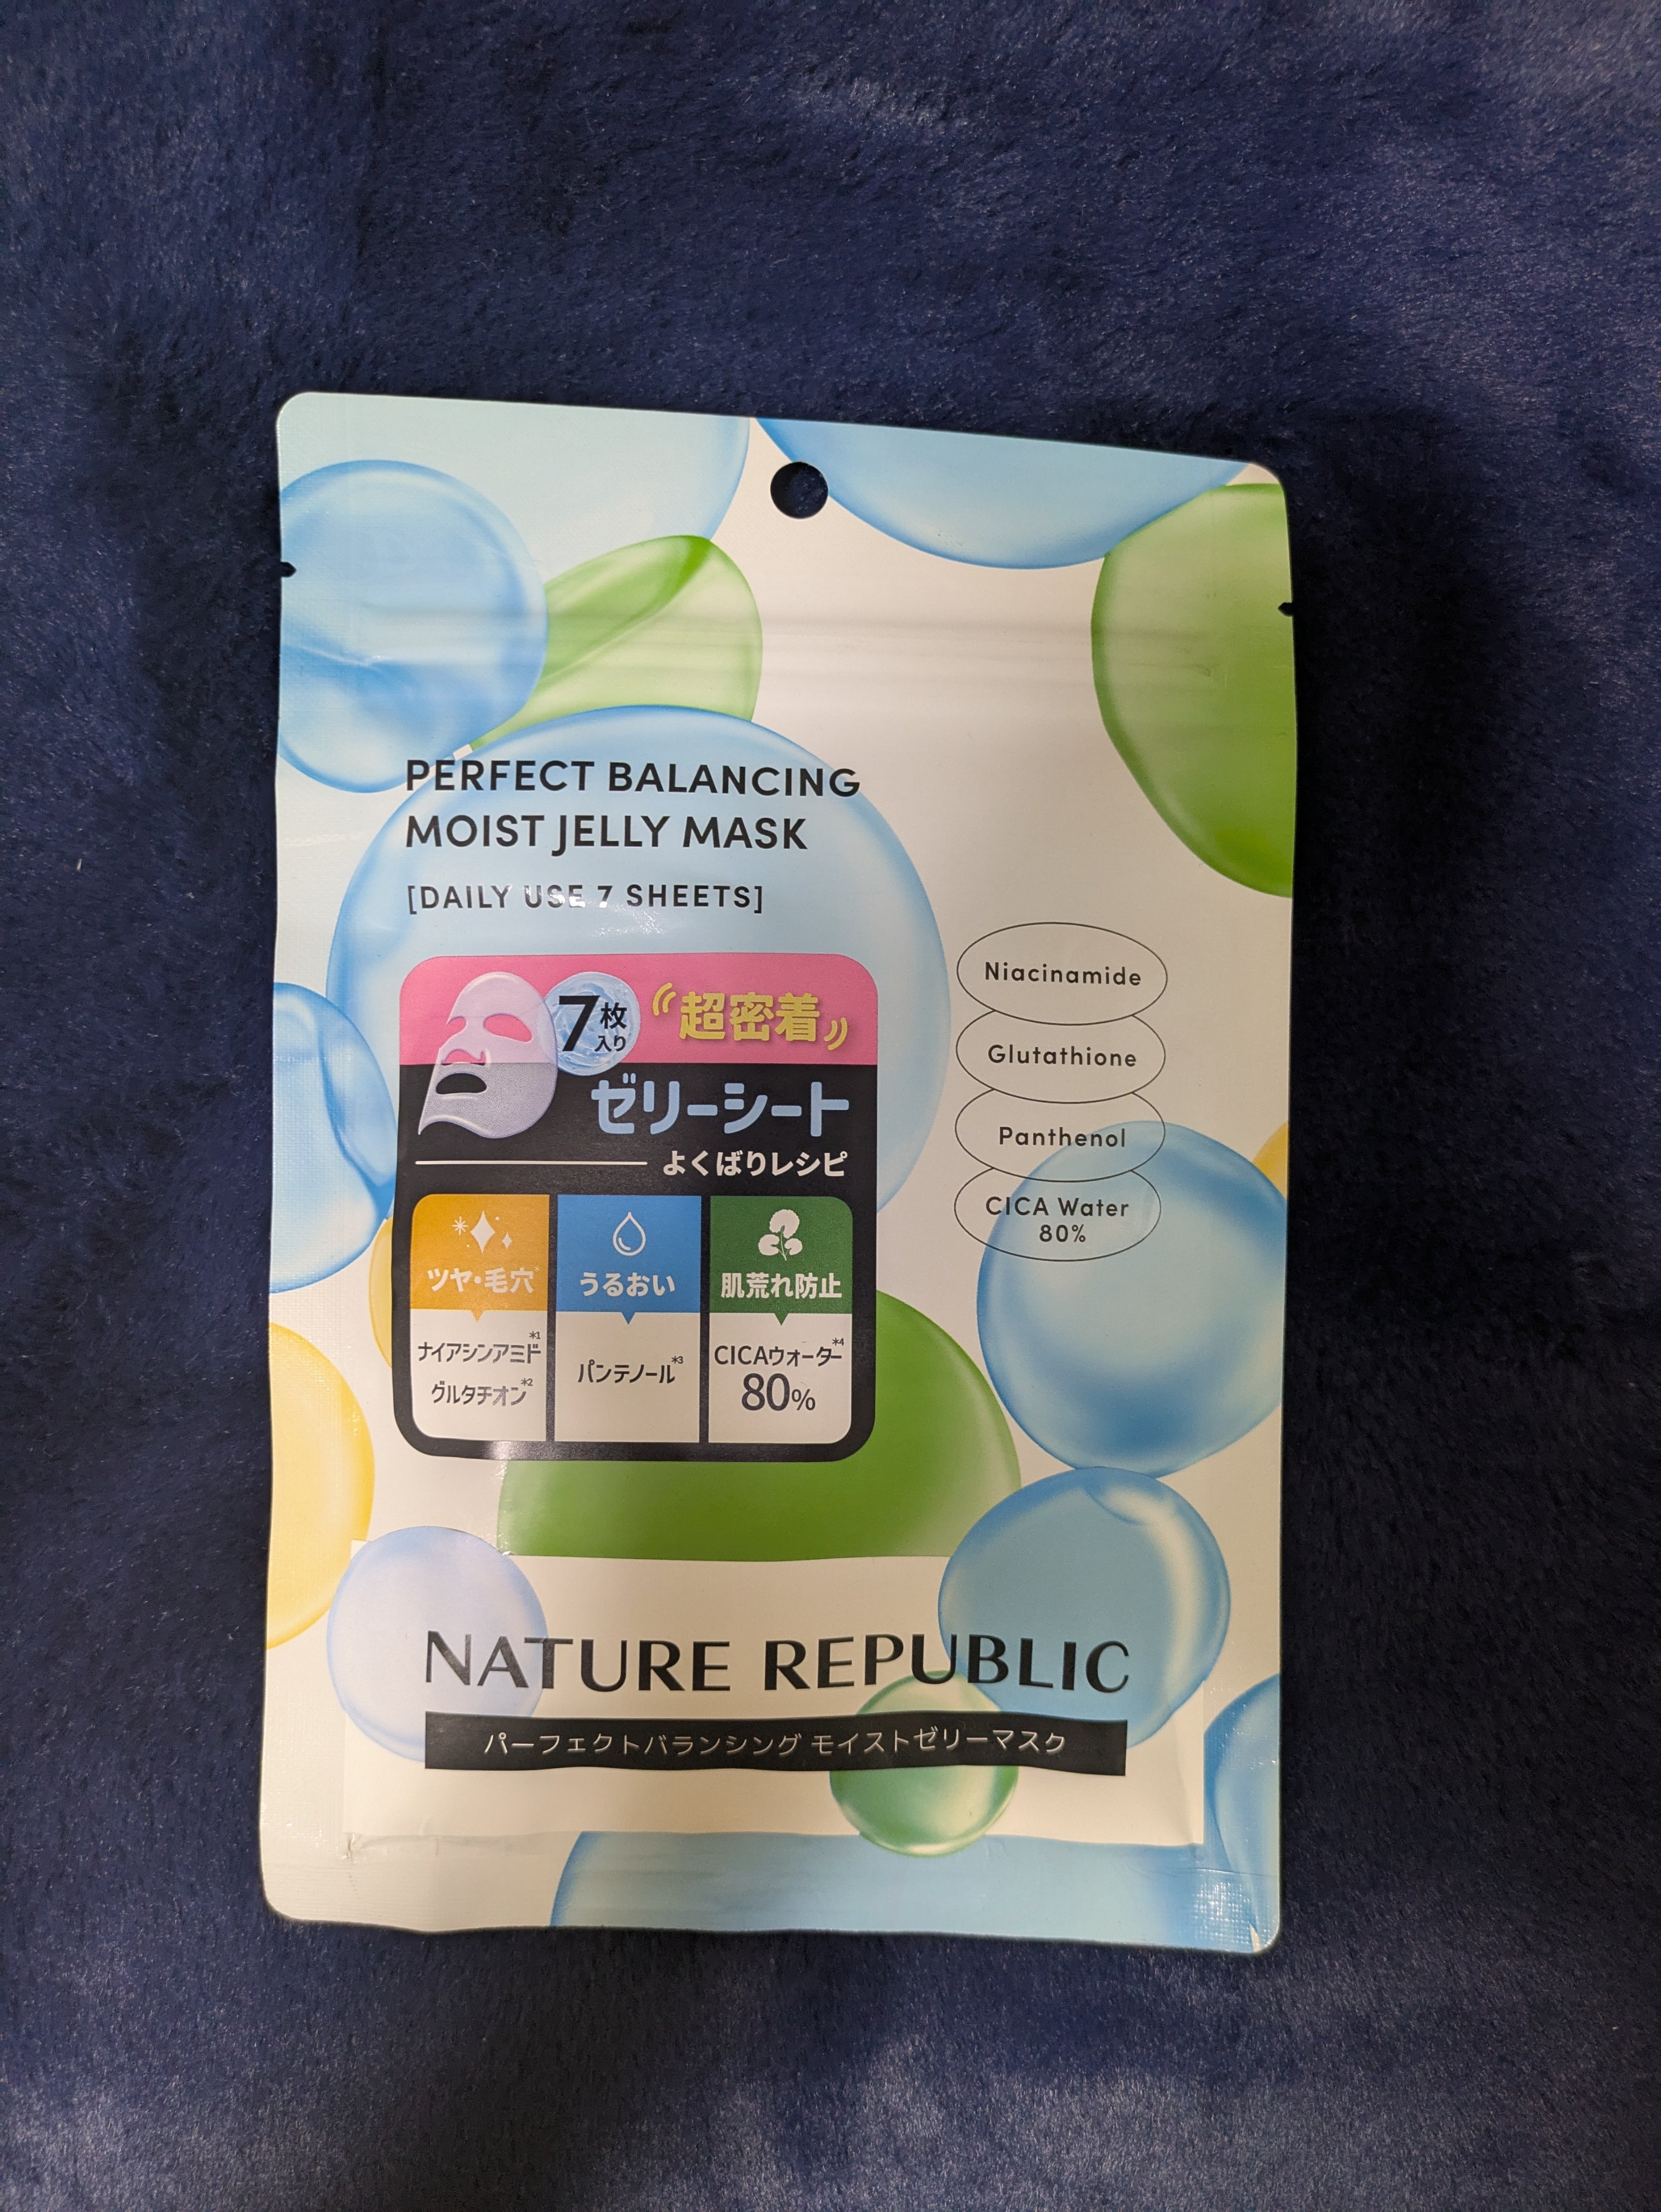 PERFECT BALANCING
MOIST JELLY MASK
[DAILY USE 7 SHEETS]
7枚入り 超密着
ゼリーシート
よくばりレシピ
ツヤ・毛穴
ナイアシンアミド*1
グルタチオン*2
うるおい
パンテノール*3
肌荒れ防止
CICAウォーター*4
80%
Niacinamide
Glutathione
Panthenol
CICA Water
80%
NATURE REPUBLIC
パーフェクトバランシング モイストゼリーマスク